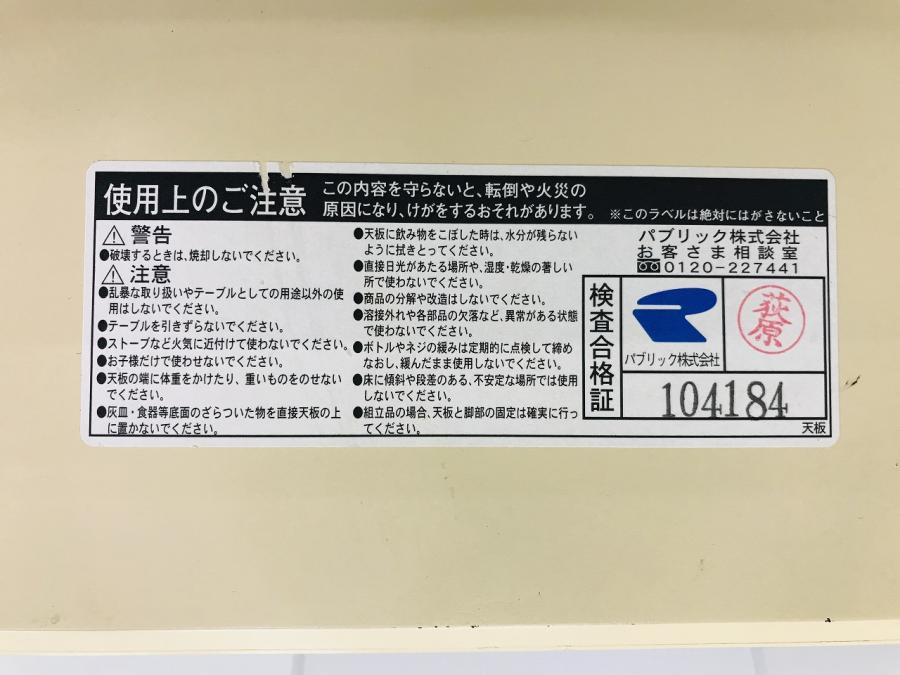 使用上のご注意
この内容を守らないと、転倒や火災の
原因になり、けがをするおそれがあります。
※このラベルは絶対にはがさないこと
警告
●破壊するときは、焼却しないでください。
注意
●乱暴な取り扱いやテーブルとしての用途以外の使
用はしないでください。
●テーブルを引きずらないでください。
●ストーブなど火気に近付けて使わないでください。
●お子様だけで使わせないでください。
●天板の端に体重をかけたり、重いものをのせない
でください。
●灰皿・食器等底面のざらついた物を直接天板の上
に置かないでください。
●天板に飲み物をこぼした時は、水分が残らない
ように拭きとってください。
●直接日光があたる場所や、湿度・乾燥の著しい
所で使わないでください。
●商品の分解や改造はしないでください。
●溶接外れや各部品の欠落など、異常がある状態
で使わないでください。
●ボトルやネジの緩みは定期的に点検して締め
なおし、緩んだまま使用しないでください。
●床に傾斜や段差のある、不安定な場所では使用
しないでください。
●組立品の場合、天板と脚部の固定は確実に行っ
てください。
パブリック株式会社
お客さま相談室
0120-227441
検査合格証
パブリック株式会社
荻原
104184
天板